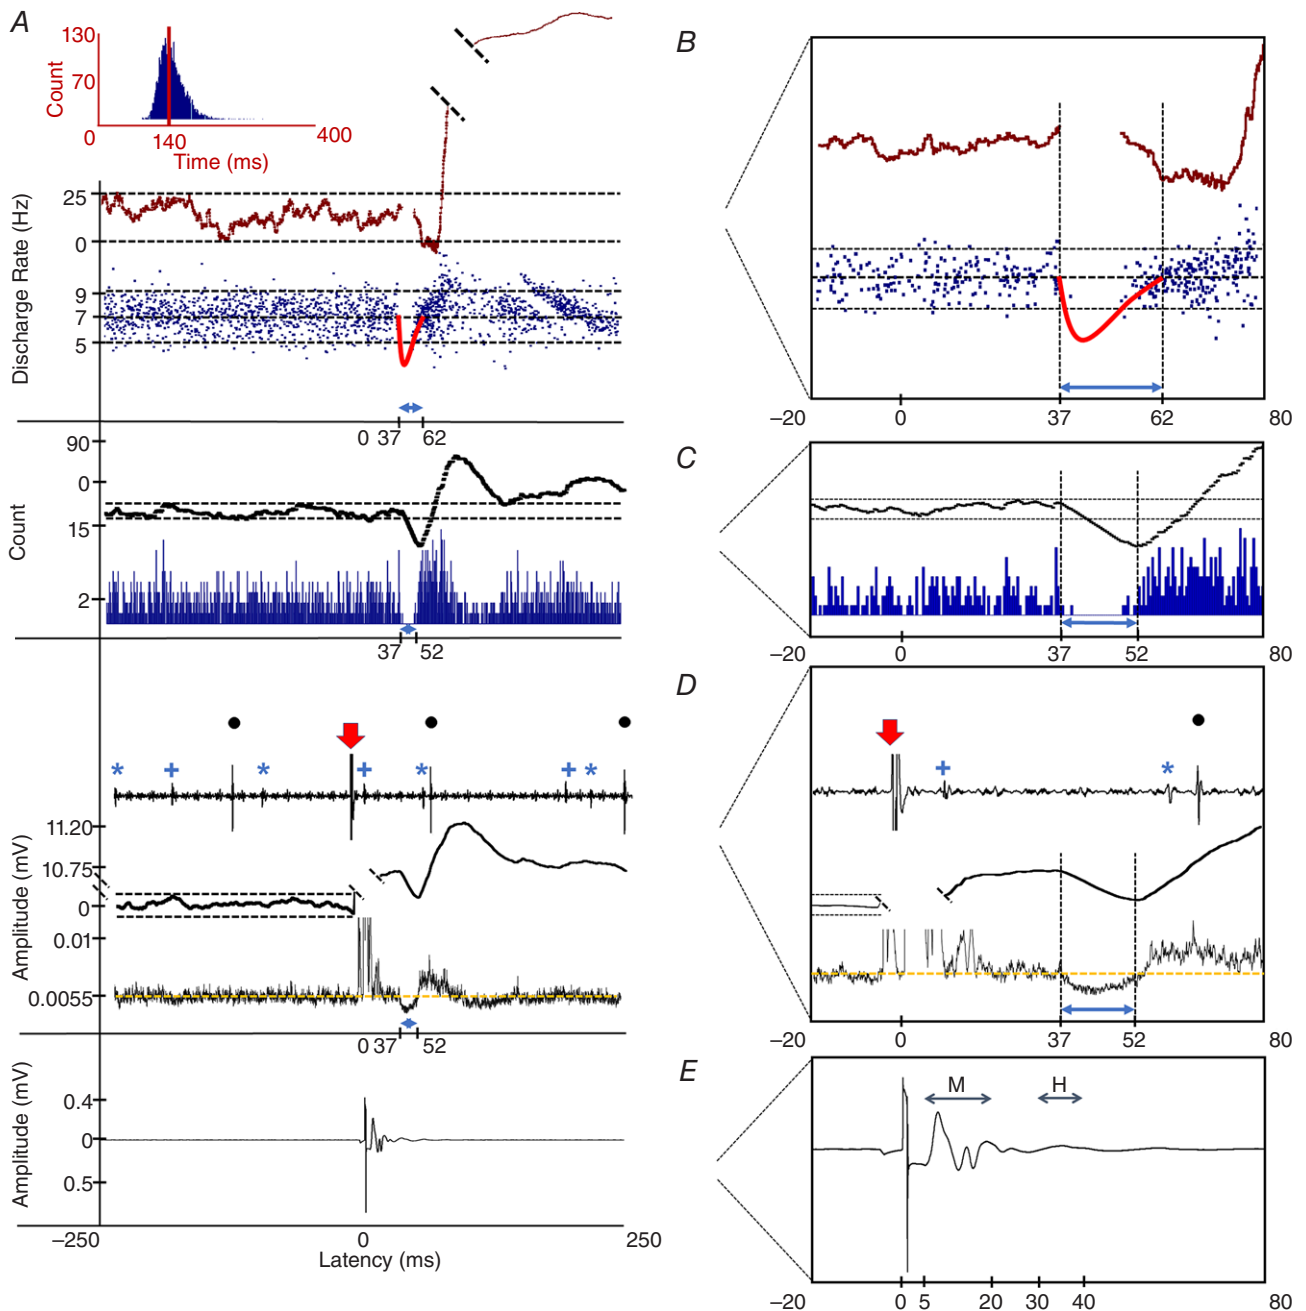 A
130
70
0
Count
140
400
Time (ms)
25
0
9
7
5
Discharge Rate (Hz)
0 37 62
90
0
15
2
Count
37 52
* + * + * + *
11.20
10.75
0
0.01
0.0055
Amplitude (mV)
0 37 52
0.4
0
0.5
Amplitude (mV)
−250 0 250
Latency (ms)
B
−20 0 37 62 80
C
−20 0 37 52 80
D
+ *
−20 0 37 52 80
E
M H
−20 0 5 20 30 40 80